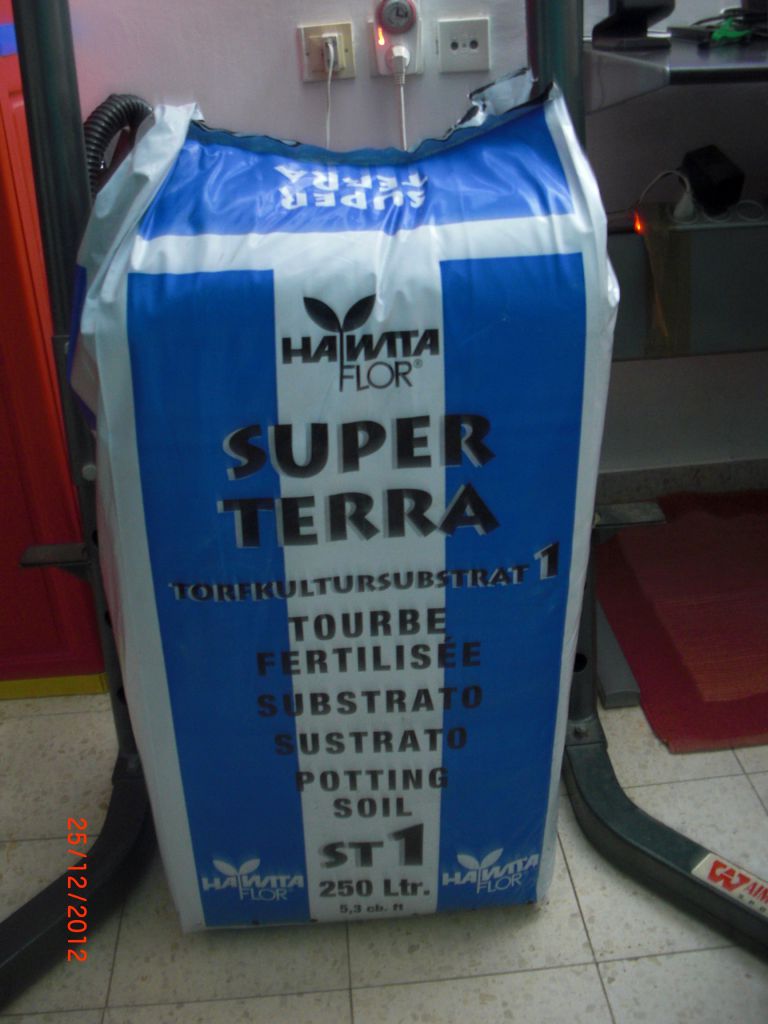 SUPER
TERRA
HAWITA
FLOR®
SUPER
TERRA
TORFKULTURSUBSTRAT 1
TOURBE
FERTILISÉE
SUBSTRATO
SUSTRATO
POTTING
SOIL
ST 1
250 Ltr.
5,3 cb. ft
HAWITA
FLOR
HAWITA
FLOR
25/12/2012